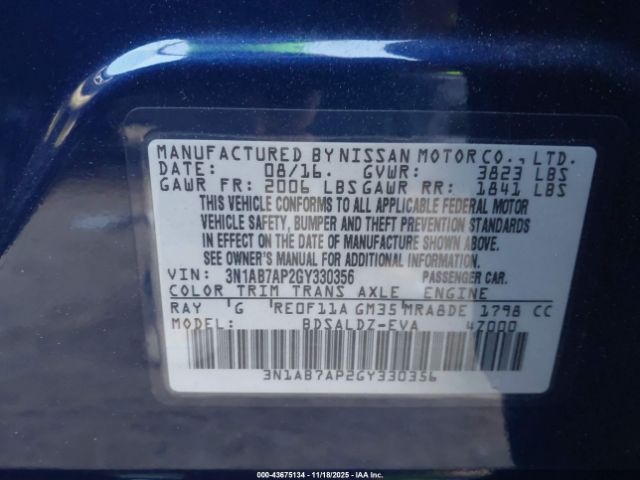 MANUFACTURED BY NISSAN MOTOR CO., LTD.
DATE: 08/16. GVWR: 3823 LBS
GAWR FR: 2006 LBS GAWR RR: 1841 LBS
THIS VEHICLE CONFORMS TO ALL APPLICABLE FEDERAL MOTOR
VEHICLE SAFETY, BUMPER AND THEFT PREVENTION STANDARDS
IN EFFECT ON THE DATE OF MANUFACTURE SHOWN ABOVE.
SEE OWNER'S MANUAL FOR ADDITIONAL INFORMATION.
VIN: 3N1AB7AP2GY330356 PASSENGER CAR.
COLOR TRIM TRANS AXLE ENGINE
RAY G RE0F11A GM35 MRA8DE 1798 CC
MODEL: BDSALDZ-EVA 47000
3N1AB7AP2GY330356
000-43675134 - 11/18/2025 - IAAI.COM